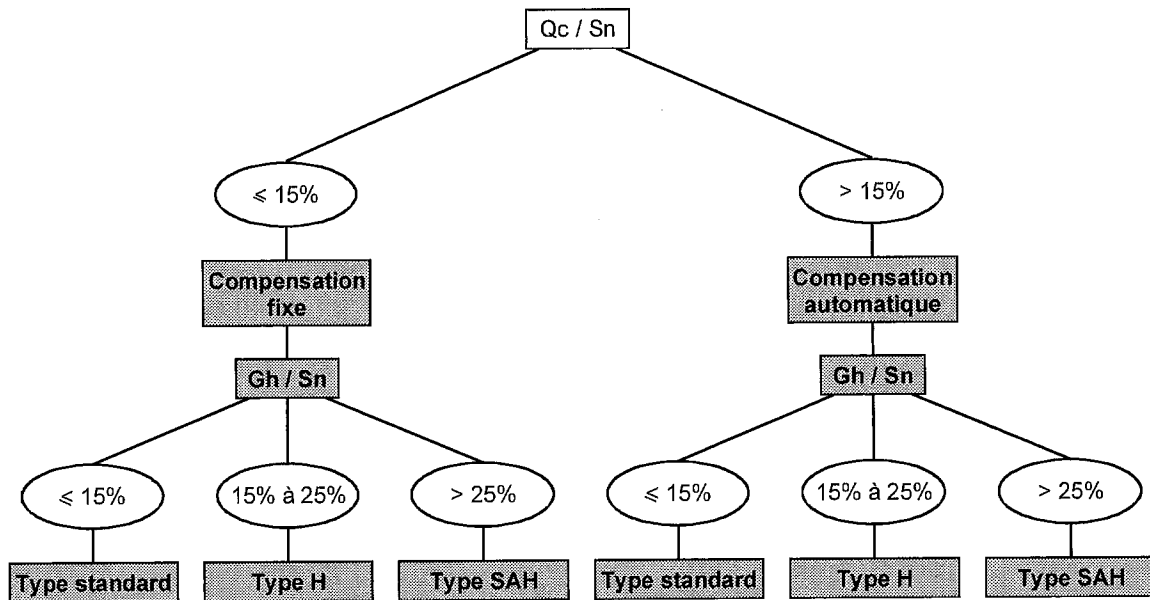 Qc / Sn
⩽ 15%
> 15%
Compensation
fixe
Compensation
automatique
Gh / Sn
Gh / Sn
⩽ 15%
15% à 25%
> 25%
⩽ 15%
15% à 25%
> 25%
Type standard
Type H
Type SAH
Type standard
Type H
Type SAH